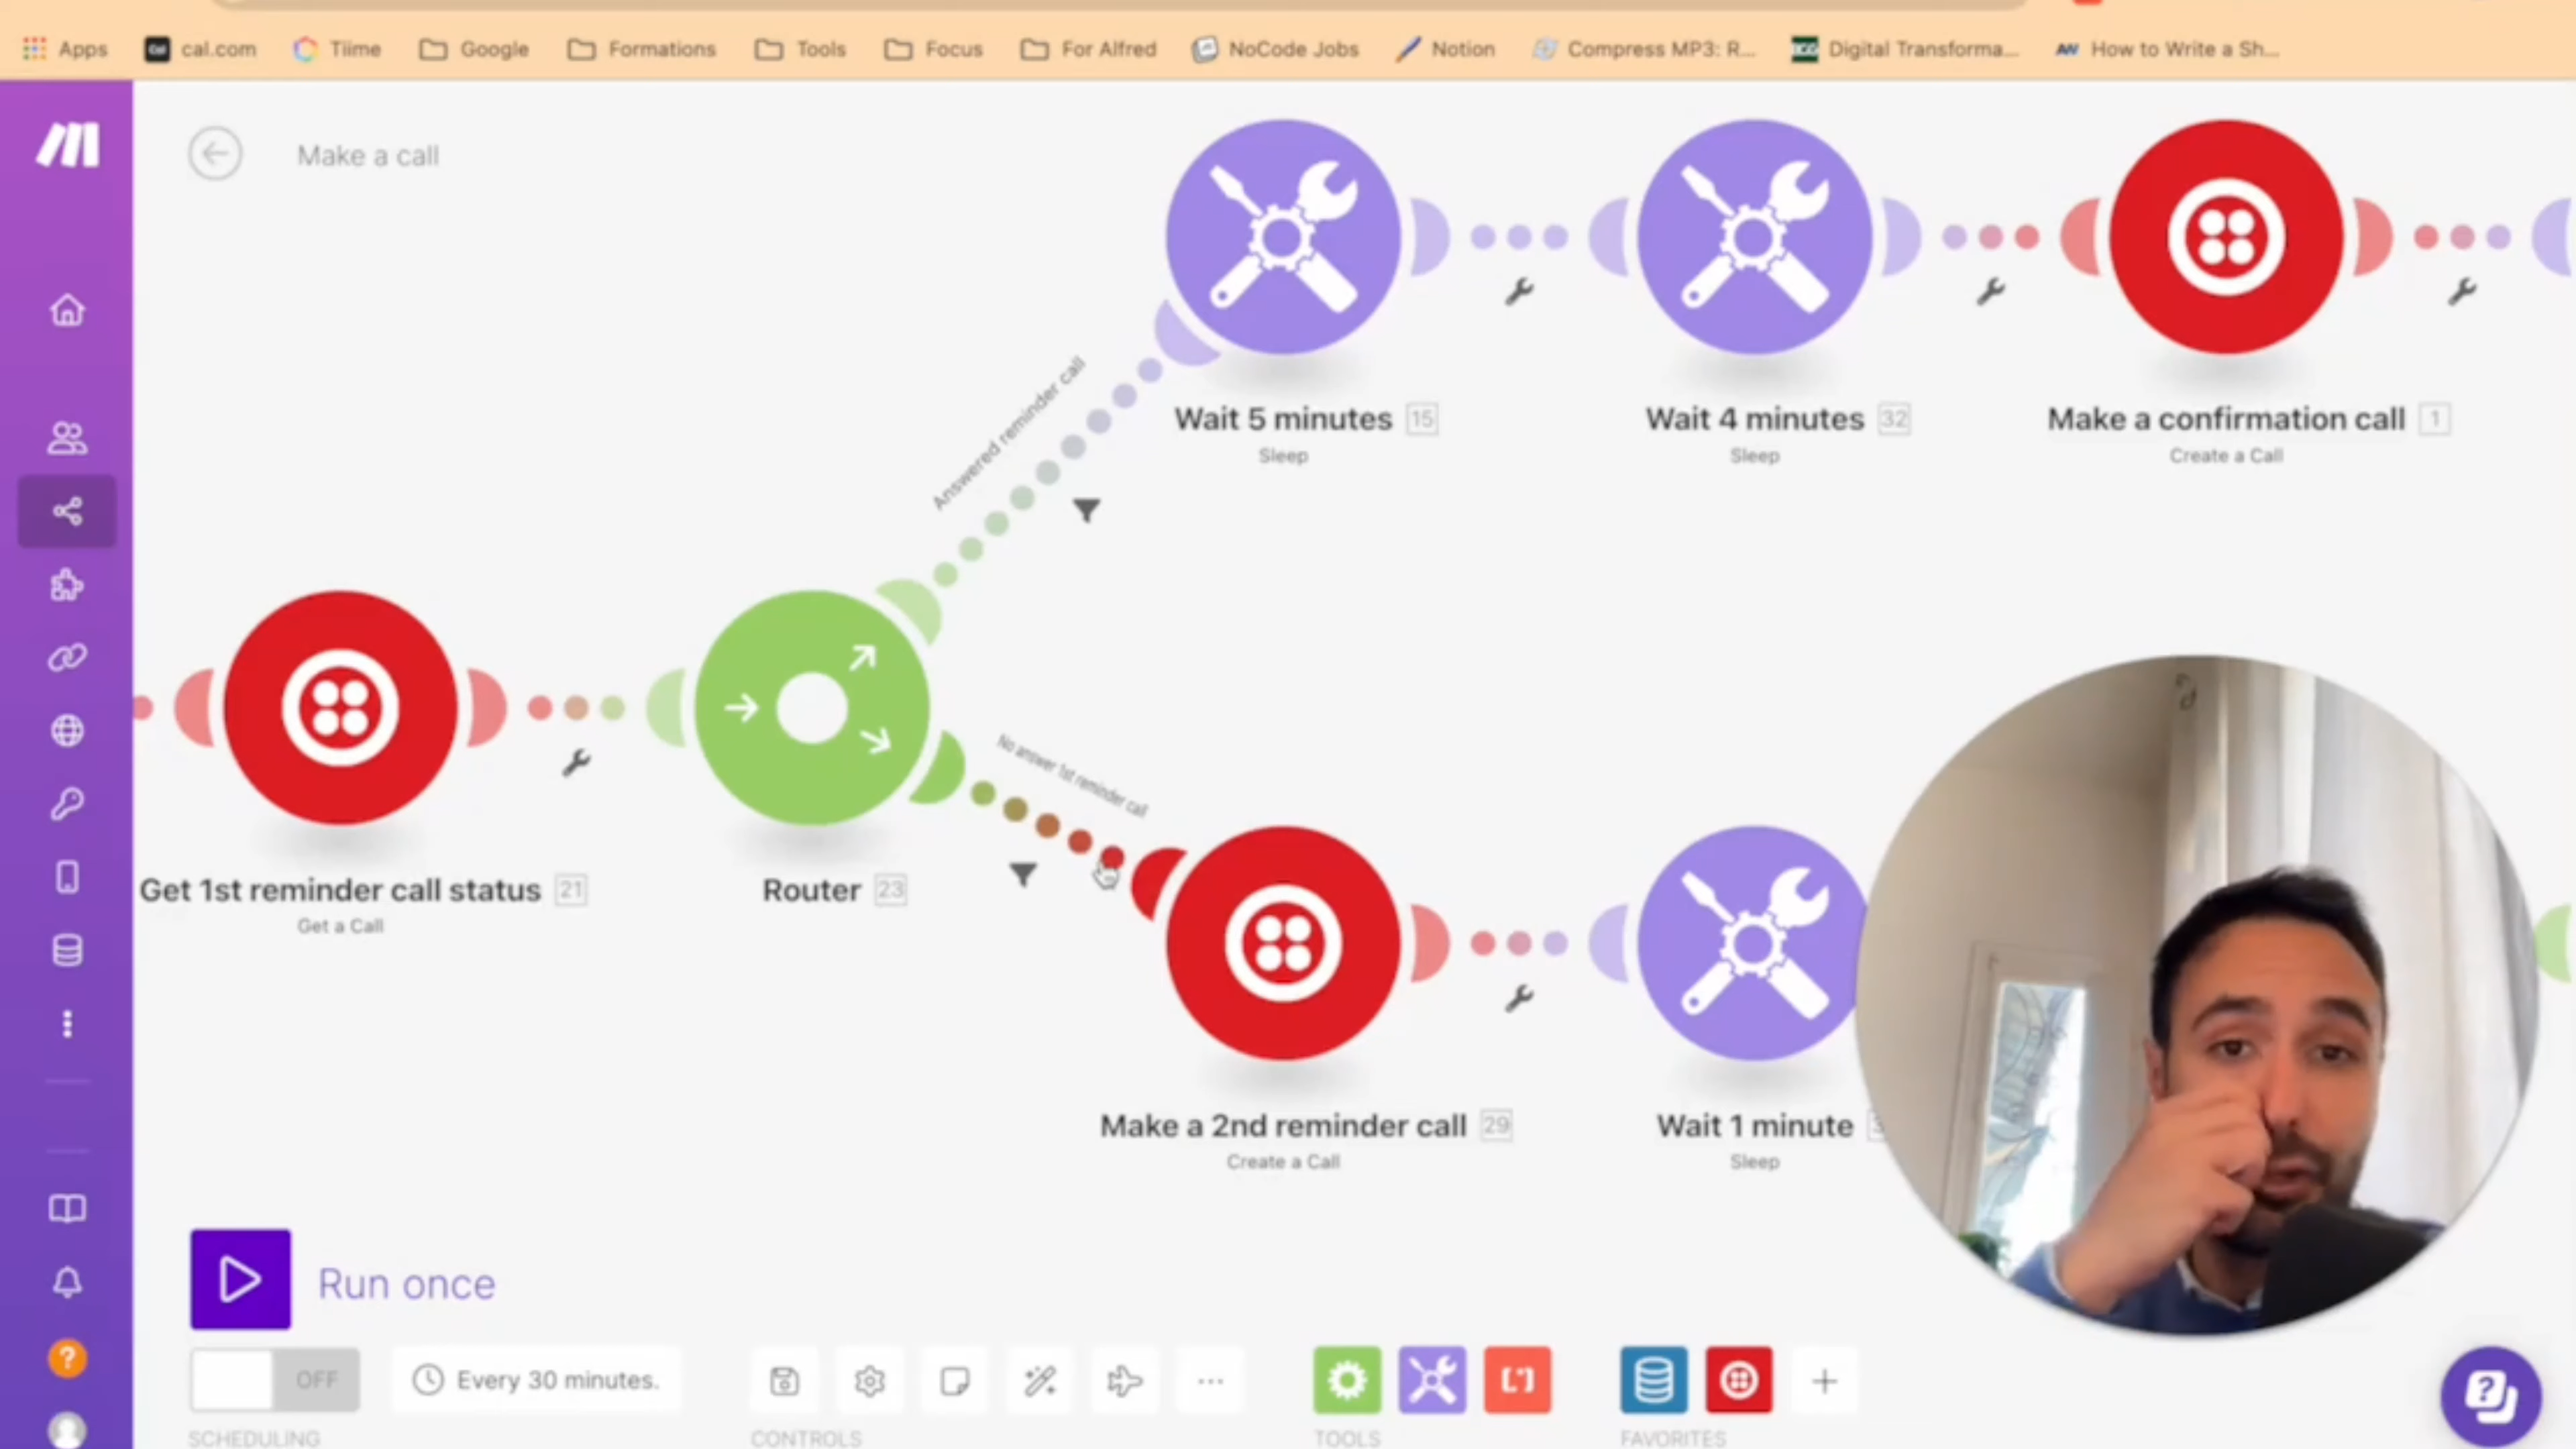 Apps cal.com Tiime Google Formations Tools Focus For Alfred NoCode Jobs Notion Compress MP3: R... Digital Transforma... How to Write a Sh...
Make a call
Answered reminder call
Wait 5 minutes 15
Sleep
Wait 4 minutes 32
Sleep
Make a confirmation call 1
Create a Call
No answer 1st reminder call
Get 1st reminder call status 21
Get a Call
Router 23
Make a 2nd reminder call 29
Create a Call
Wait 1 minute
Sleep
Run once
OFF Every 30 minutes.
SCHEDULING CONTROLS TOOLS FAVORITES